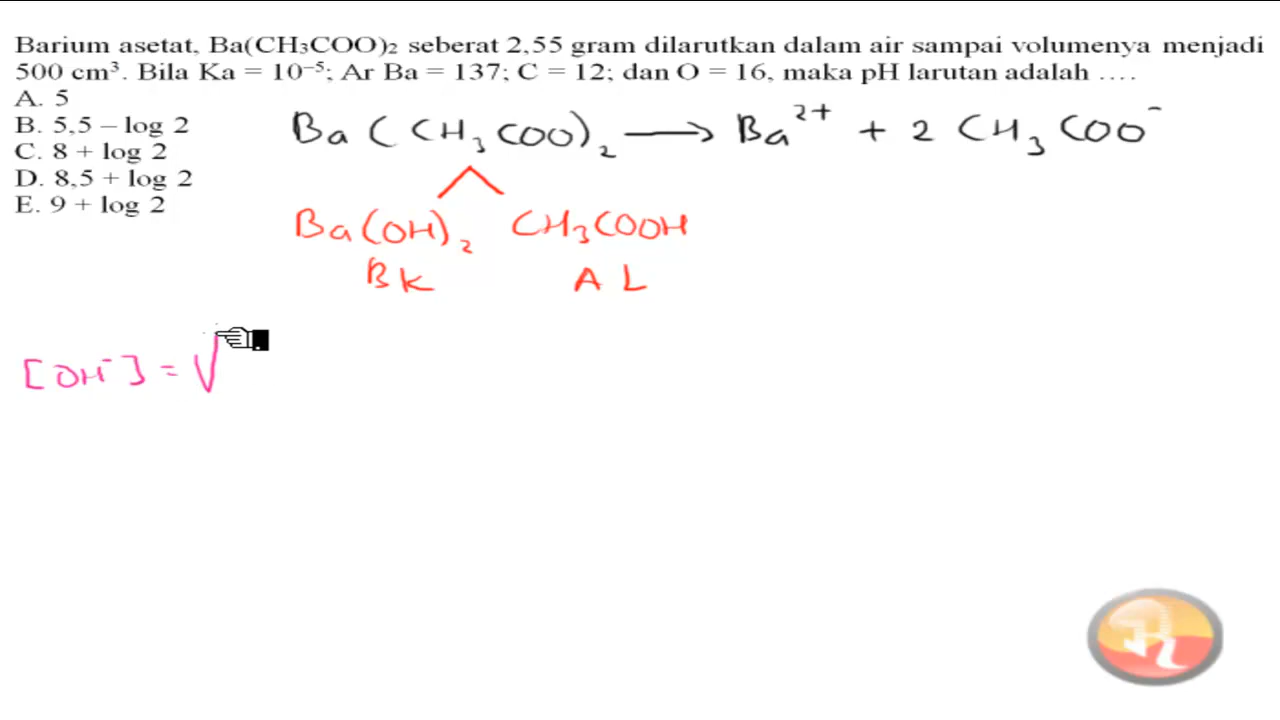 Barium asetat, Ba(CH₃COO)₂ seberat 2,55 gram dilarutkan dalam air sampai volumenya menjadi
500 cm³. Bila Ka = 10⁻⁵; Ar Ba = 137; C = 12; dan O = 16, maka pH larutan adalah ….
A. 5
B. 5,5 – log 2
C. 8 + log 2
D. 8,5 + log 2
E. 9 + log 2
Ba(CH₃COO)₂ ⟶ Ba²⁺ + 2 CH₃COO⁻
Ba(OH)₂ CH₃COOH
BK AL
[OH⁻] = √